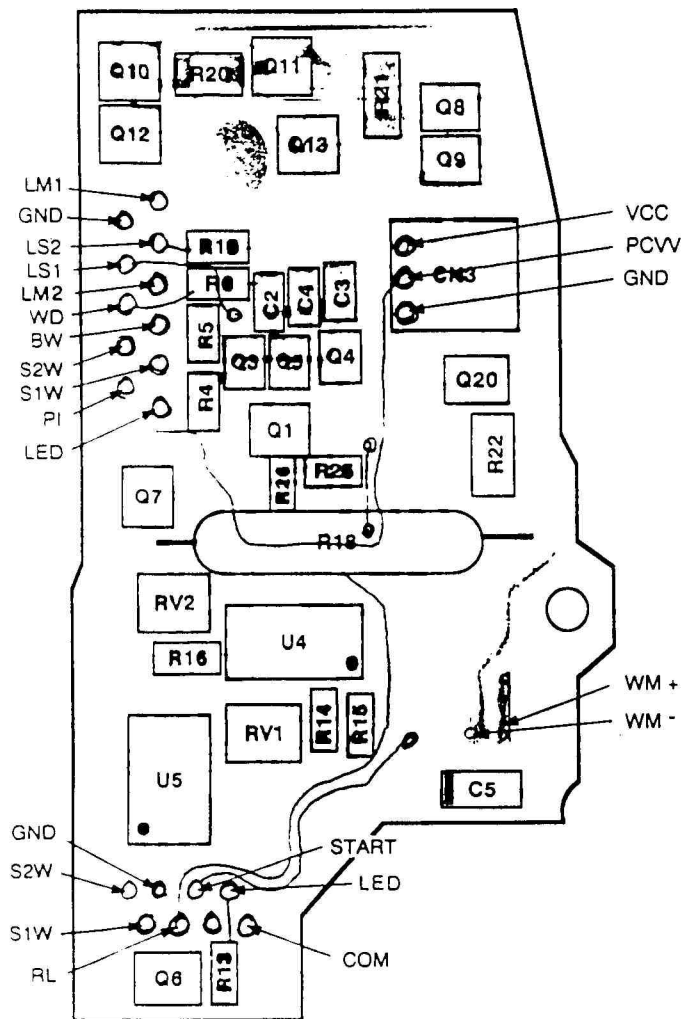 Q10
R20
Q11
R21
Q8
Q12
Q13
Q9
LM1
GND
LS2
LS1
LM2
WD
BW
S2W
S1W
PI
LED
R19
R6
C2
C4
C3
R5
Q4
R4
Q1
VCC
PCVV
GND
CN3
Q20
R22
Q7
R26
R25
R18
RV2
U4
R16
RV1
R14
R15
U5
WM +
WM -
C5
GND
START
S2W
LED
S1W
COM
RL
Q6
R13